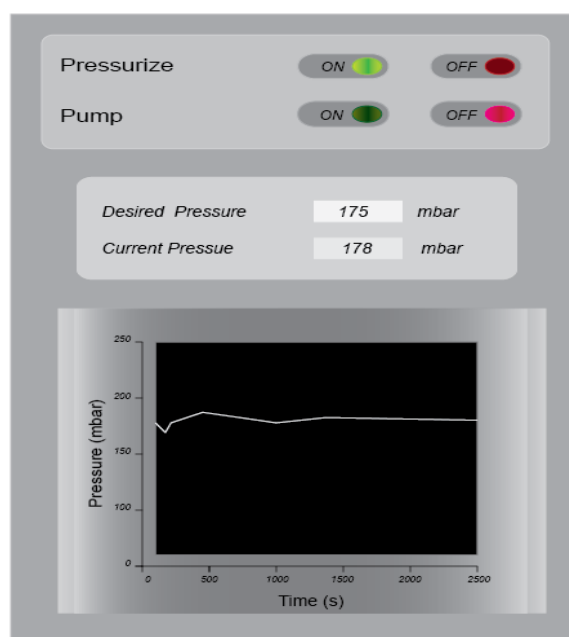 Pressurize ON OFF
Pump ON OFF
Desired Pressure 175 mbar
Current Pressue 178 mbar
250
200
150
100
0
Pressure (mbar)
0 500 1000 1500 2000 2500
Time (s)